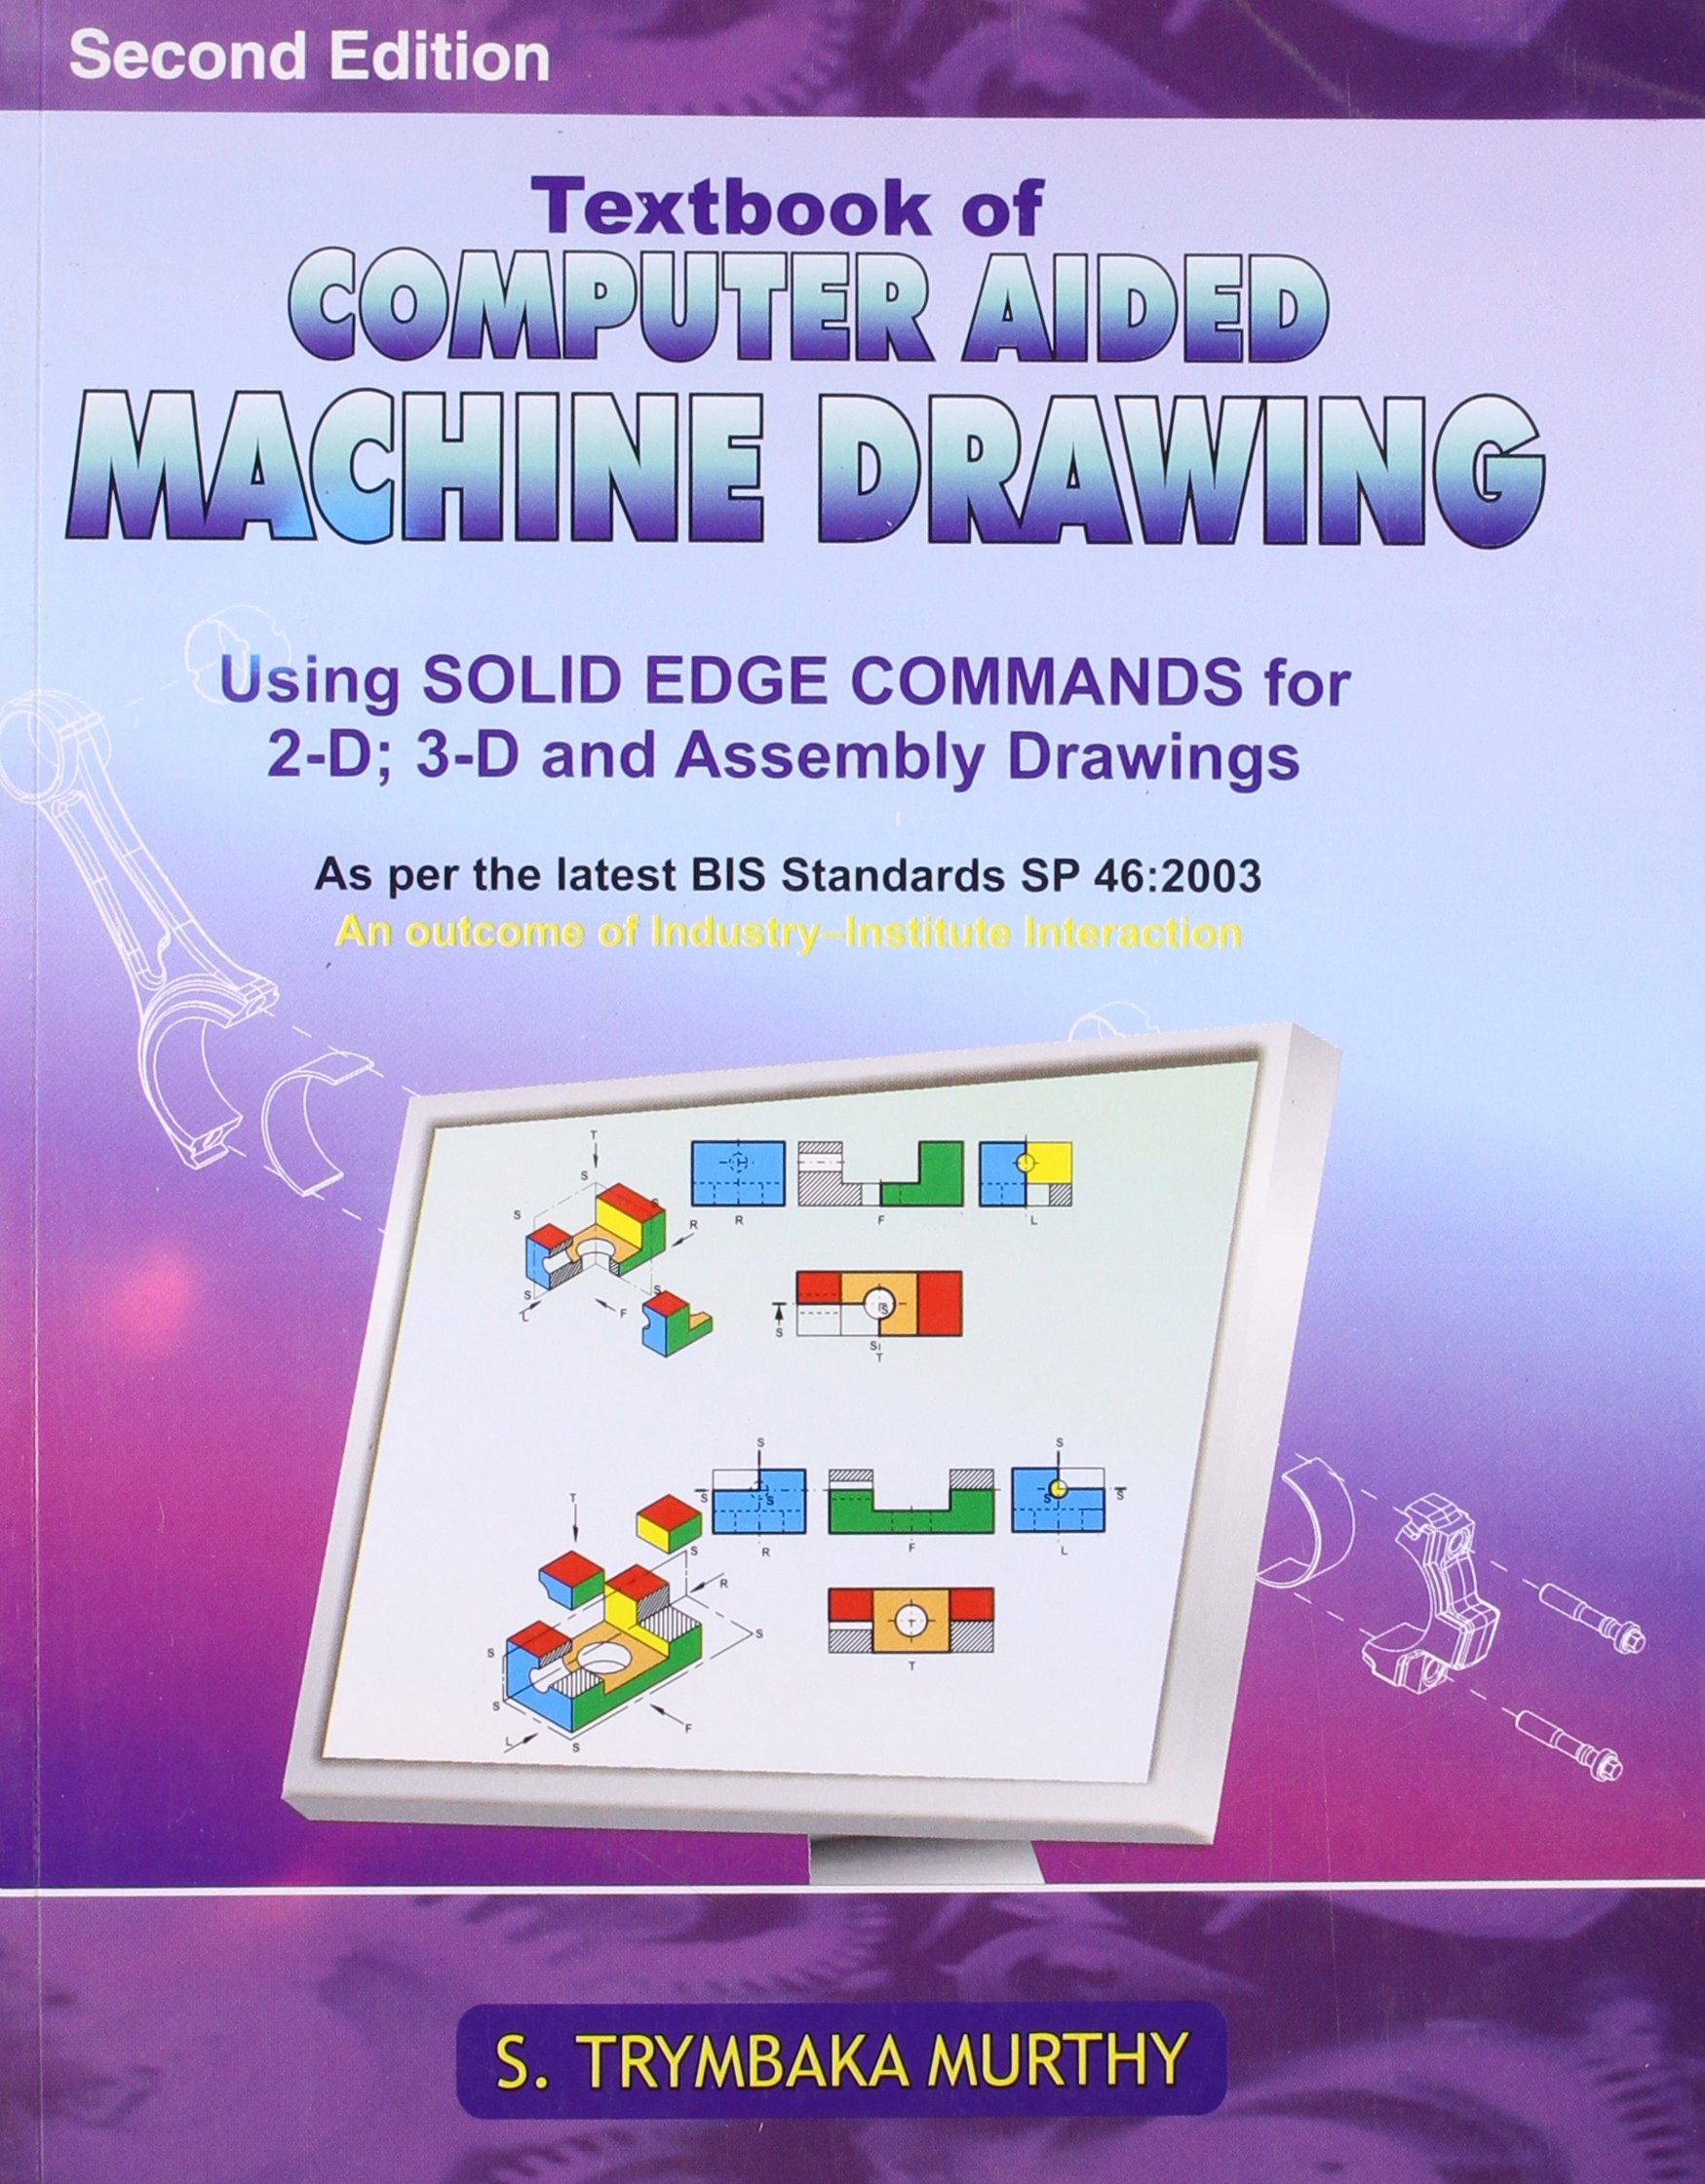 Second Edition
Textbook of
COMPUTER AIDED
MACHINE DRAWING
Using SOLID EDGE COMMANDS for
2-D; 3-D and Assembly Drawings
As per the latest BIS Standards SP 46:2003
An outcome of Industry–Institute Interaction
T
S
S
S
R
R
F
L
S
S
L
F
S
S
S
T
S
S
S
S
S
S
S
T
S
R
F
L
R
S
T
S
S
F
L
S
S. TRYMBAKA MURTHY